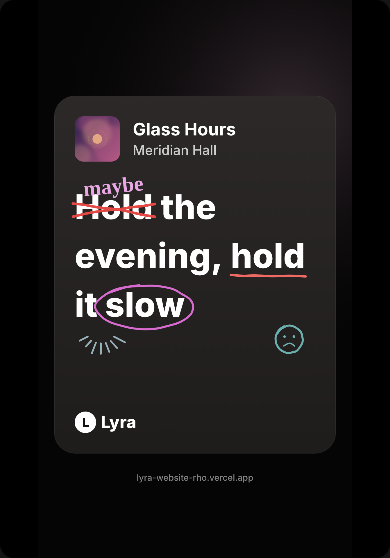 Glass Hours
Meridian Hall
maybe
Hold the
evening, hold
it slow
L Lyra
lyra-website-rho.vercel.app